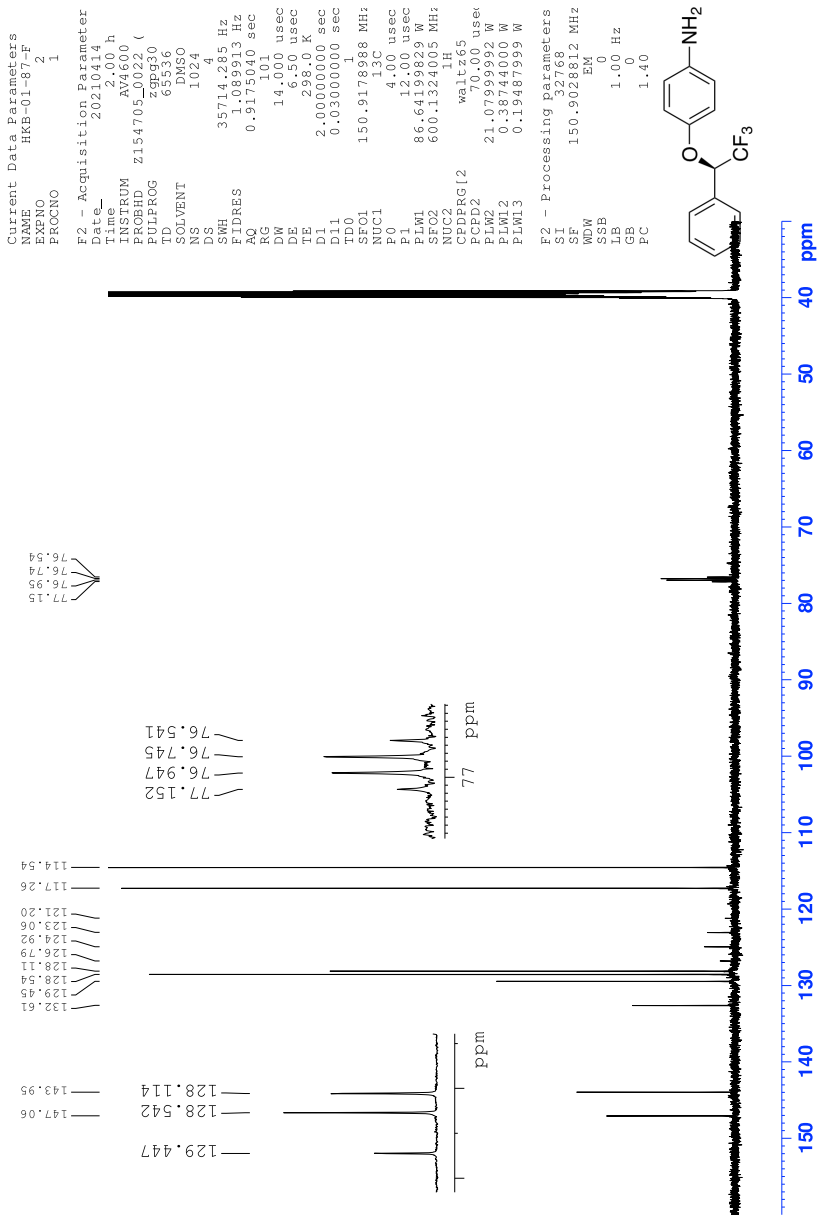 Current Data Parameters
NAME HKB-01-87-F
EXPNO 2
PROCNO 1
F2 - Acquisition Parameter
Date_ 20210414
Time 2.00 h
INSTRUM AV4600
PROBHD Z154705_0022 (
PULPROG zgpg30
TD 65536
SOLVENT DMSO
NS 1024
DS 4
SWH 35714.285 Hz
FIDRES 1.089913 Hz
AQ 0.9175040 sec
RG 101
DW 14.000 usec
DE 6.50 usec
TE 298.0 K
D1 2.00000000 sec
D11 0.03000000 sec
TD0 1
SFO1 150.9178988 MHz
NUC1 13C
P0 4.00 usec
P1 12.00 usec
PLW1 86.64199829 W
SFO2 600.1324005 MHz
NUC2 1H
CPDPRG[2 waltz65
PCPD2 70.00 usec
PLW2 21.07999992 W
PLW12 0.38744000 W
PLW13 0.19487999 W
F2 - Processing parameters
SI 32768
SF 150.9028812 MHz
WDW EM
SSB 0
LB 1.00 Hz
GB 0
PC 1.40
147.06
143.95
132.61
129.45
128.54
128.11
126.79
124.92
123.06
121.20
117.26
114.54
77.15
76.95
76.74
76.54
129.447
128.542
128.114
ppm
77.152
76.947
76.745
76.541
77
ppm
O
CF3
NH2
150
140
130
120
110
100
90
80
70
60
50
40
ppm